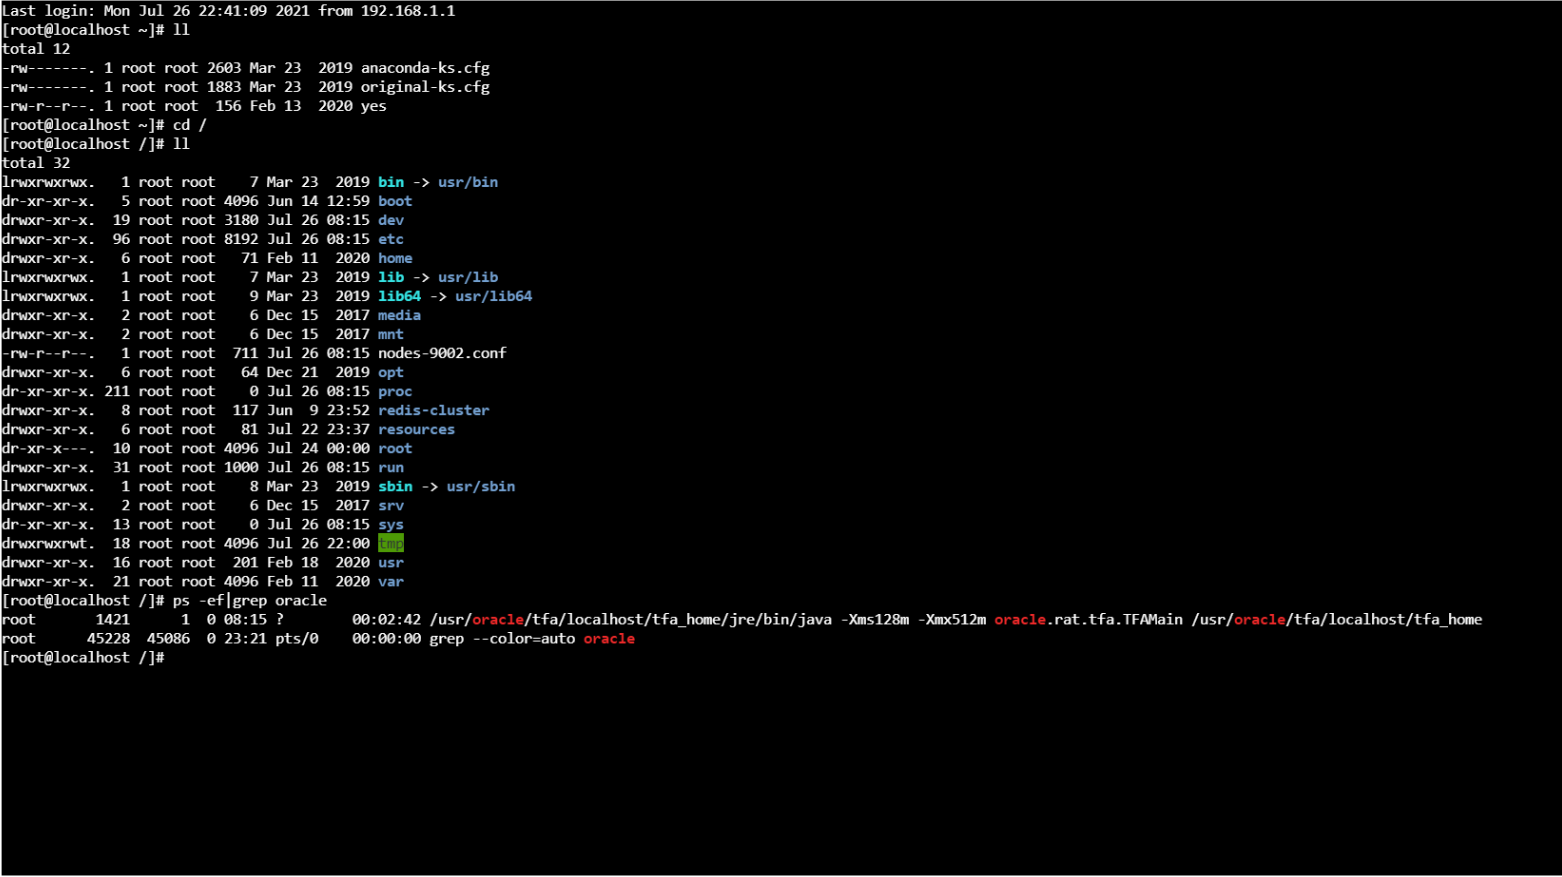 Last login: Mon Jul 26 22:41:09 2021 from 192.168.1.1
[root@localhost ~]# ll
total 12
-rw-------. 1 root root 2603 Mar 23  2019 anaconda-ks.cfg
-rw-------. 1 root root 1883 Mar 23  2019 original-ks.cfg
-rw-r--r--. 1 root root  156 Feb 13  2020 yes
[root@localhost ~]# cd /
[root@localhost /]# ll
total 32
lrwxrwxrwx.   1 root root    7 Mar 23  2019 bin -> usr/bin
dr-xr-xr-x.   5 root root 4096 Jun 14 12:59 boot
drwxr-xr-x.  19 root root 3180 Jul 26 08:15 dev
drwxr-xr-x.  96 root root 8192 Jul 26 08:15 etc
drwxr-xr-x.   6 root root   71 Feb 11  2020 home
lrwxrwxrwx.   1 root root    7 Mar 23  2019 lib -> usr/lib
lrwxrwxrwx.   1 root root    9 Mar 23  2019 lib64 -> usr/lib64
drwxr-xr-x.   2 root root    6 Dec 15  2017 media
drwxr-xr-x.   2 root root    6 Dec 15  2017 mnt
-rw-r--r--.   1 root root  711 Jul 26 08:15 nodes-9002.conf
drwxr-xr-x.   6 root root   64 Dec 21  2019 opt
dr-xr-xr-x. 211 root root    0 Jul 26 08:15 proc
drwxr-xr-x.   8 root root  117 Jun  9 23:52 redis-cluster
drwxr-xr-x.   6 root root   81 Jul 22 23:37 resources
dr-xr-x---.  10 root root 4096 Jul 24 00:00 root
drwxr-xr-x.  31 root root 1000 Jul 26 08:15 run
lrwxrwxrwx.   1 root root    8 Mar 23  2019 sbin -> usr/sbin
drwxr-xr-x.   2 root root    6 Dec 15  2017 srv
dr-xr-xr-x.  13 root root    0 Jul 26 08:15 sys
drwxrwxrwt.  18 root root 4096 Jul 26 22:00 tmp
drwxr-xr-x.  16 root root  201 Feb 18  2020 usr
drwxr-xr-x.  21 root root 4096 Feb 11  2020 var
[root@localhost /]# ps -ef|grep oracle
root       1421      1  0 08:15 ?        00:02:42 /usr/oracle/tfa/localhost/tfa_home/jre/bin/java -Xms128m -Xmx512m oracle.rat.tfa.TFAMain /usr/oracle/tfa/localhost/tfa_home
root      45228  45086  0 23:21 pts/0    00:00:00 grep --color=auto oracle
[root@localhost /]#